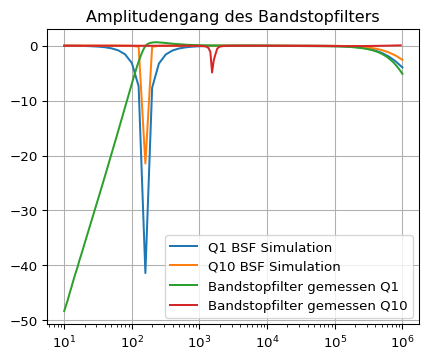 Amplitudengang des Bandstopfilters
0
−10
−20
−30
−40
−50
Q1 BSF Simulation
Q10 BSF Simulation
Bandstopfilter gemessen Q1
Bandstopfilter gemessen Q10
10¹ 10² 10³ 10⁴ 10⁵ 10⁶